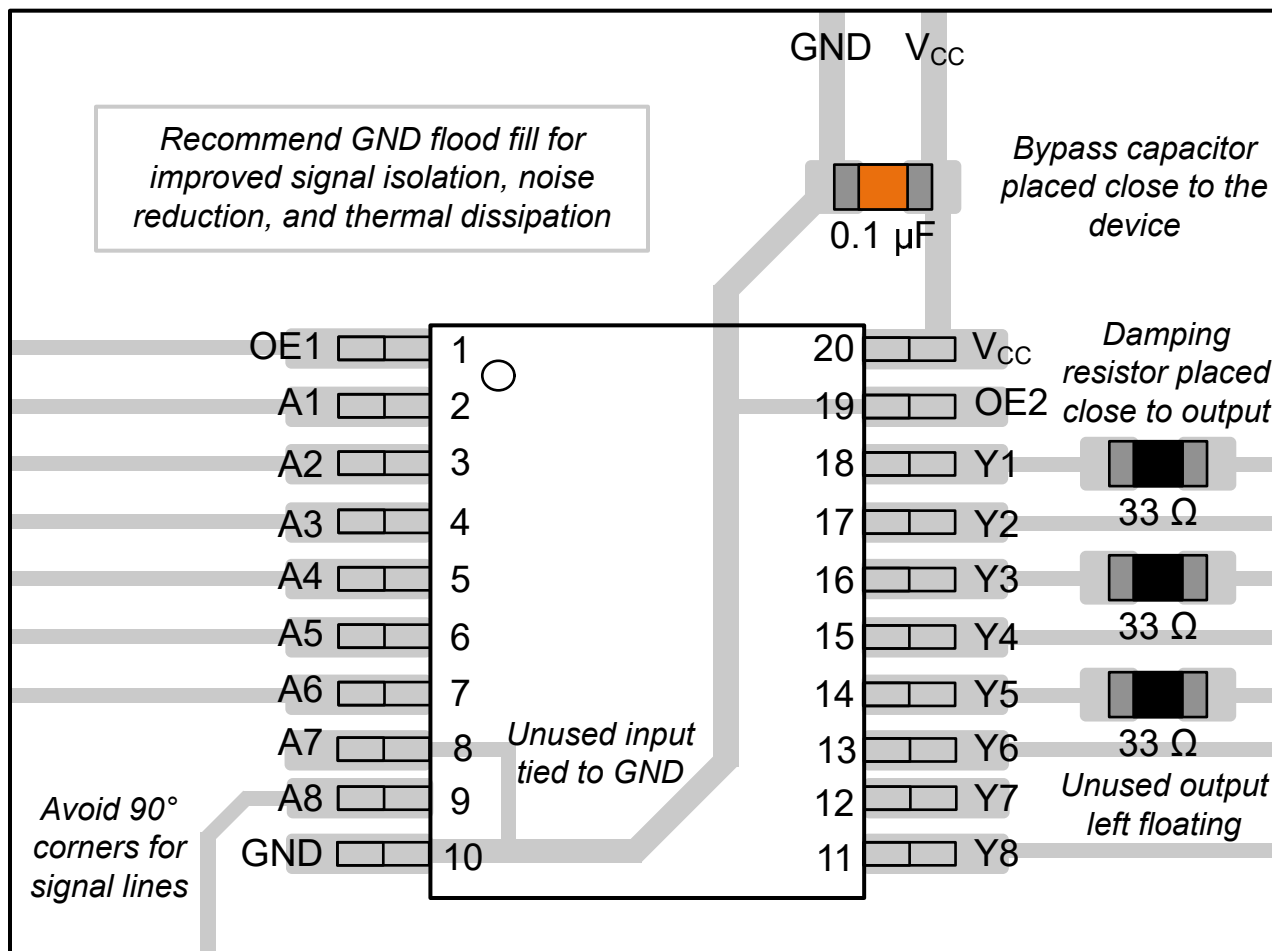 GND
V_CC
Recommend GND flood fill for
improved signal isolation, noise
reduction, and thermal dissipation
Bypass capacitor
placed close to the
device
0.1 µF
OE1
1
20
V_CC
Damping
resistor placed
close to output
A1
2
19
OE2
A2
3
18
Y1
33 Ω
A3
4
17
Y2
A4
5
16
Y3
33 Ω
A5
6
15
Y4
A6
7
14
Y5
33 Ω
A7
8
Unused input
tied to GND
13
Y6
A8
9
12
Y7
Unused output
left floating
Avoid 90°
corners for
signal lines
GND
10
11
Y8